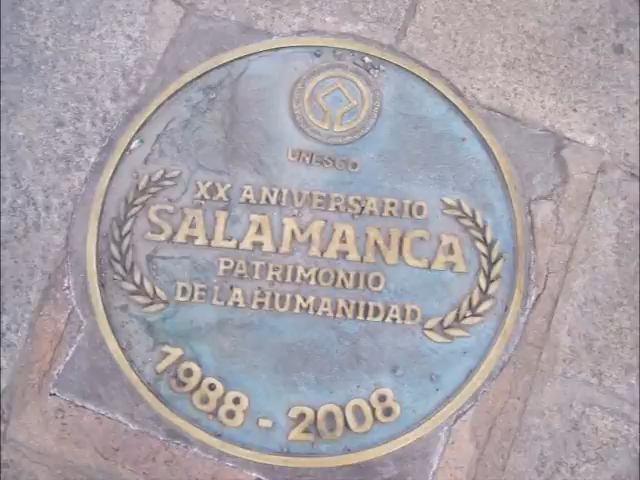 UNESCO
XX ANIVERSARIO
SALAMANCA
PATRIMONIO
DE LA HUMANIDAD
1988 - 2008